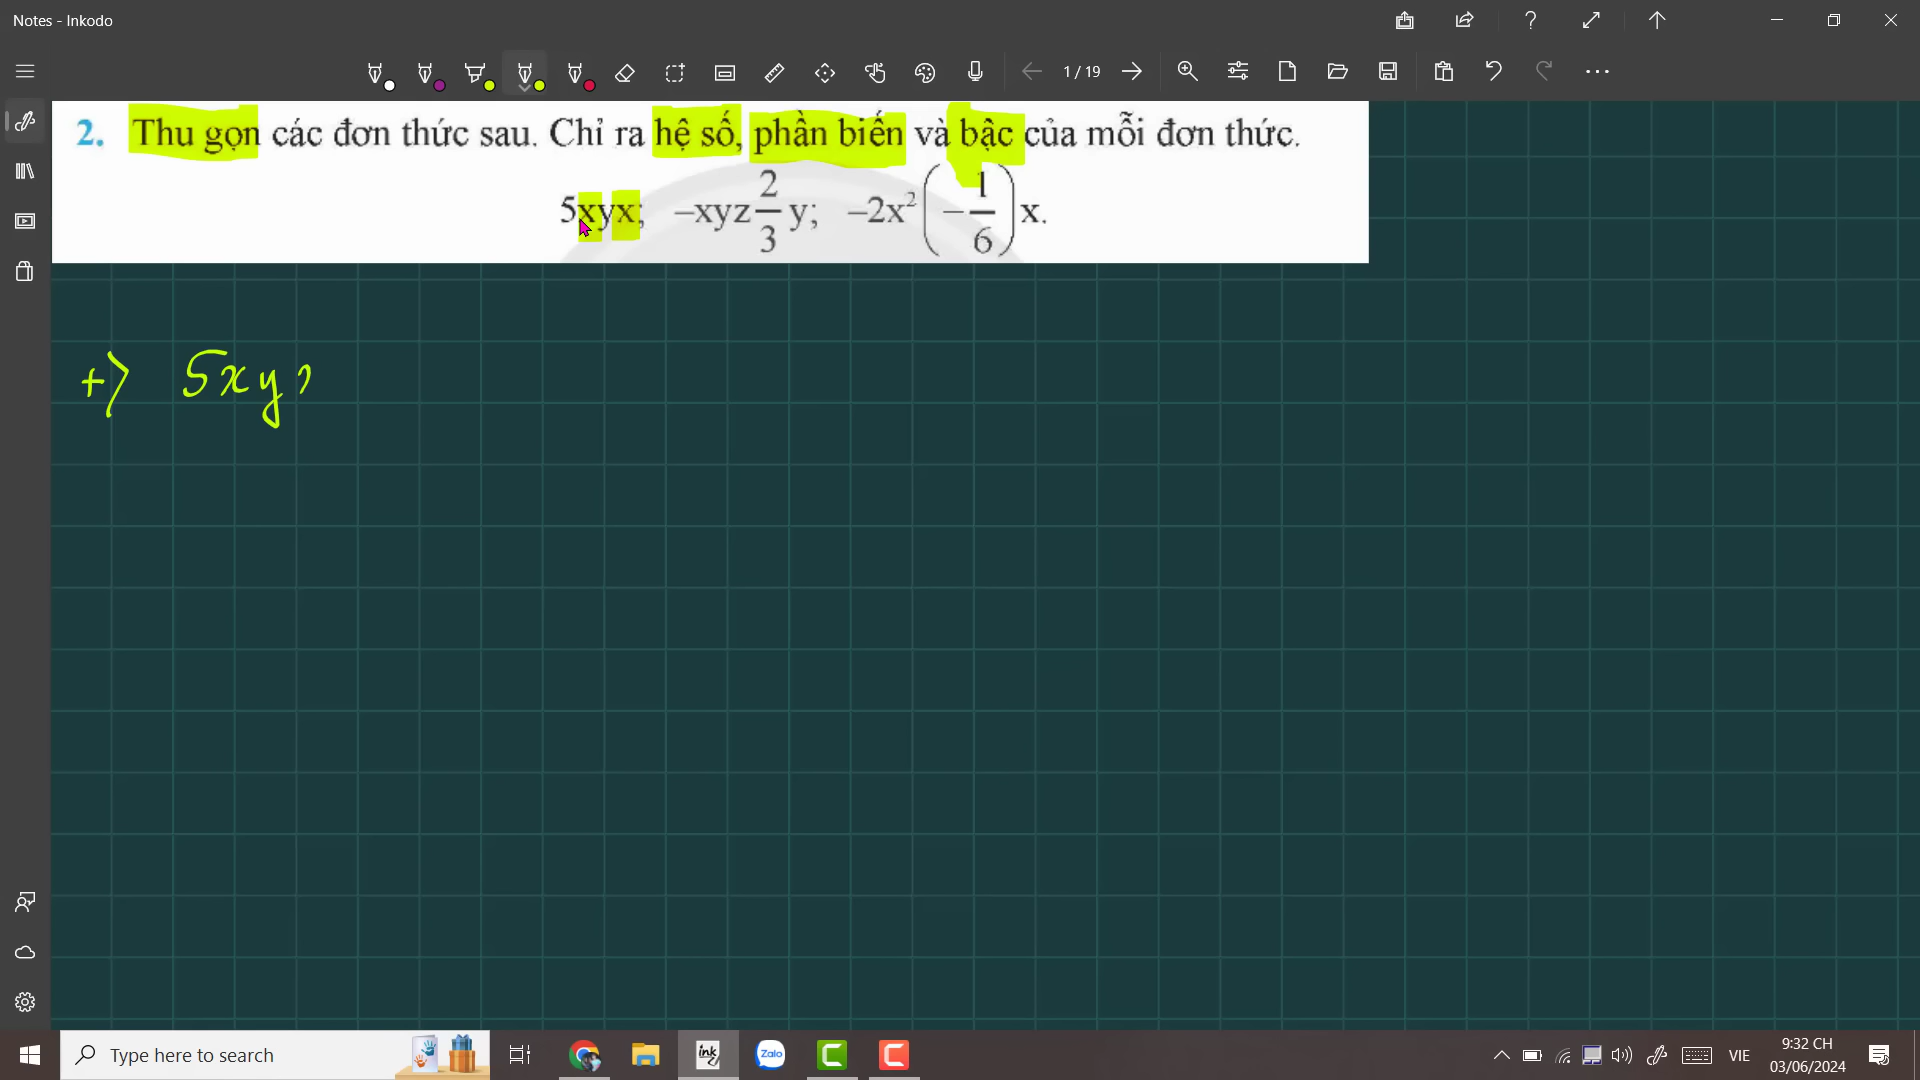 Notes - Inkodo
1 / 19
2. Thu gọn các đơn thức sau. Chỉ ra hệ số, phần biến và bậc của mỗi đơn thức.
5xyx; –xyz 2/3 y; –2x² (– 1/6) x.
+> 5xy
Type here to search
ink
Zalo
VIE
9:32 CH
03/06/2024